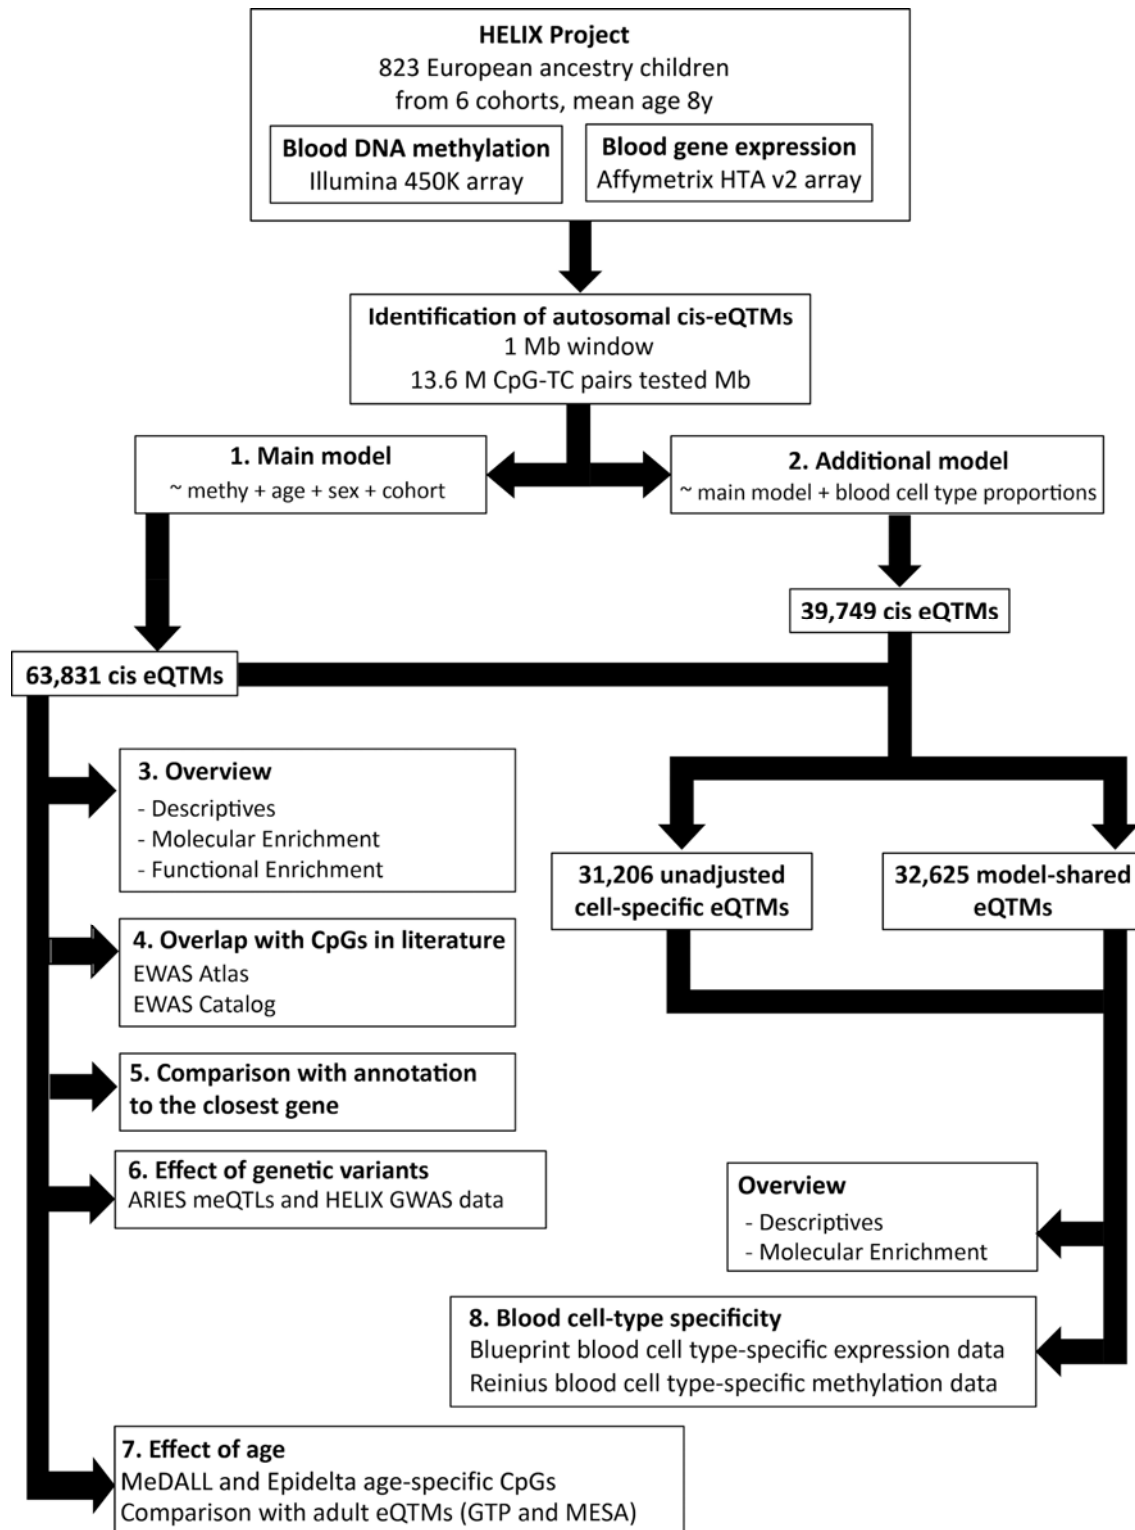 HELIX Project
823 European ancestry children
from 6 cohorts, mean age 8y
Blood DNA methylation
Illumina 450K array
Blood gene expression
Affymetrix HTA v2 array
Identification of autosomal cis-eQTMs
1 Mb window
13.6 M CpG-TC pairs tested Mb
1. Main model
~ methy + age + sex + cohort
2. Additional model
~ main model + blood cell type proportions
39,749 cis eQTMs
63,831 cis eQTMs
3. Overview
- Descriptives
- Molecular Enrichment
- Functional Enrichment
31,206 unadjusted
cell-specific eQTMs
32,625 model-shared
eQTMs
4. Overlap with CpGs in literature
EWAS Atlas
EWAS Catalog
5. Comparison with annotation
to the closest gene
6. Effect of genetic variants
ARIES meQTLs and HELIX GWAS data
Overview
- Descriptives
- Molecular Enrichment
8. Blood cell-type specificity
Blueprint blood cell type-specific expression data
Reinius blood cell type-specific methylation data
7. Effect of age
MeDALL and Epidelta age-specific CpGs
Comparison with adult eQTMs (GTP and MESA)